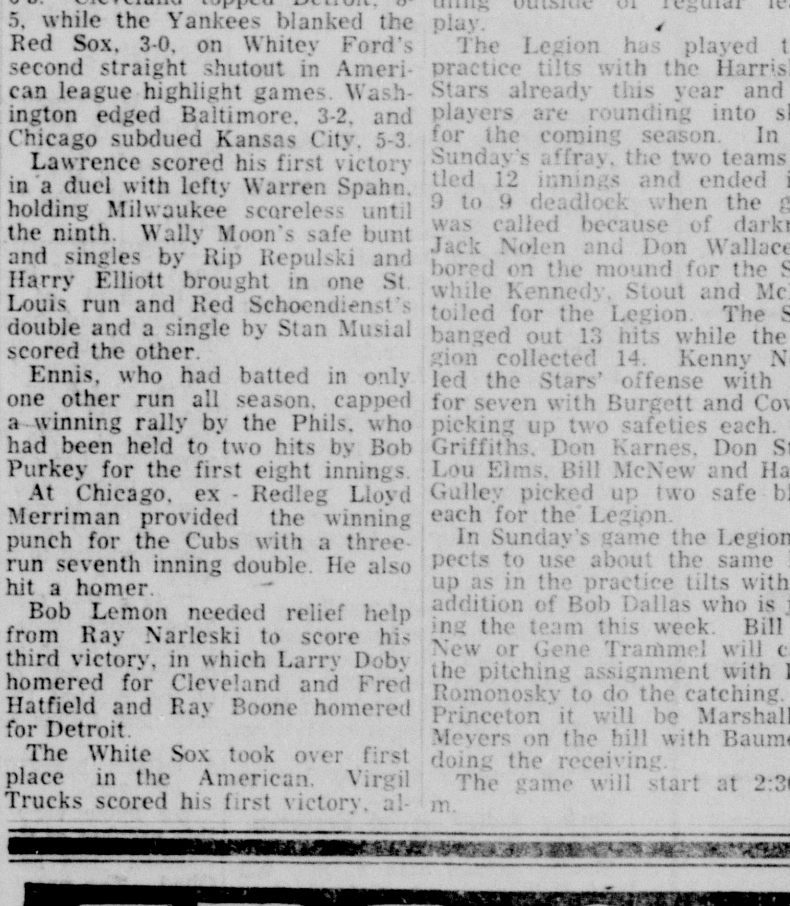 5, while the Yankees blanked the
Red Sox, 3-0, on Whitey Ford's
second straight shutout in Ameri-
can league highlight games. Wash-
ington edged Baltimore, 3-2, and
Chicago subdued Kansas City, 5-3.
Lawrence scored his first victory
in a duel with lefty Warren Spahn,
holding Milwaukee scoreless until
the ninth. Wally Moon's safe bunt
and singles by Rip Repulski and
Harry Elliott brought in one St.
Louis run and Red Schoendienst's
double and a single by Stan Musial
scored the other.
Ennis, who had batted in only
one other run all season, capped
a winning rally by the Phils, who
had been held to two hits by Bob
Purkey for the first eight innings.
At Chicago, ex - Redleg Lloyd
Merriman provided the winning
punch for the Cubs with a three-
run seventh inning double. He also
hit a homer.
Bob Lemon needed relief help
from Ray Narleski to score his
third victory, in which Larry Doby
homered for Cleveland and Fred
Hatfield and Ray Boone homered
for Detroit.
The White Sox took over first
place in the American. Virgil
Trucks scored his first victory, al-
play.
The Legion has played
practice tilts with the Harris
Stars already this year and
players are rounding into
for the coming season. In
Sunday's affray, the two teams
tled 12 innings and ended
9 to 9 deadlock when the
was called because of dark
Jack Nolen and Don Wallace
bored on the mound for the S
while Kennedy, Stout and Mc
toiled for the Legion. The S
banged out 13 hits while the
gion collected 14. Kenny N
led the Stars' offense with
for seven with Burgett and Cov
picking up two safeties each.
Griffiths, Don Karnes, Don St
Lou Elms, Bill McNew and Ha
Gulley picked up two safe bl
each for the Legion.
In Sunday's game the Legion
pects to use about the same
up as in the practice tilts with
addition of Bob Dallas who is
ing the team this week. Bill
New or Gene Trammel will c
the pitching assignment with
Romonosky to do the catching.
Princeton it will be Marshall
Meyers on the hill with Baume
doing the receiving.
The game will start at 2:30
m.